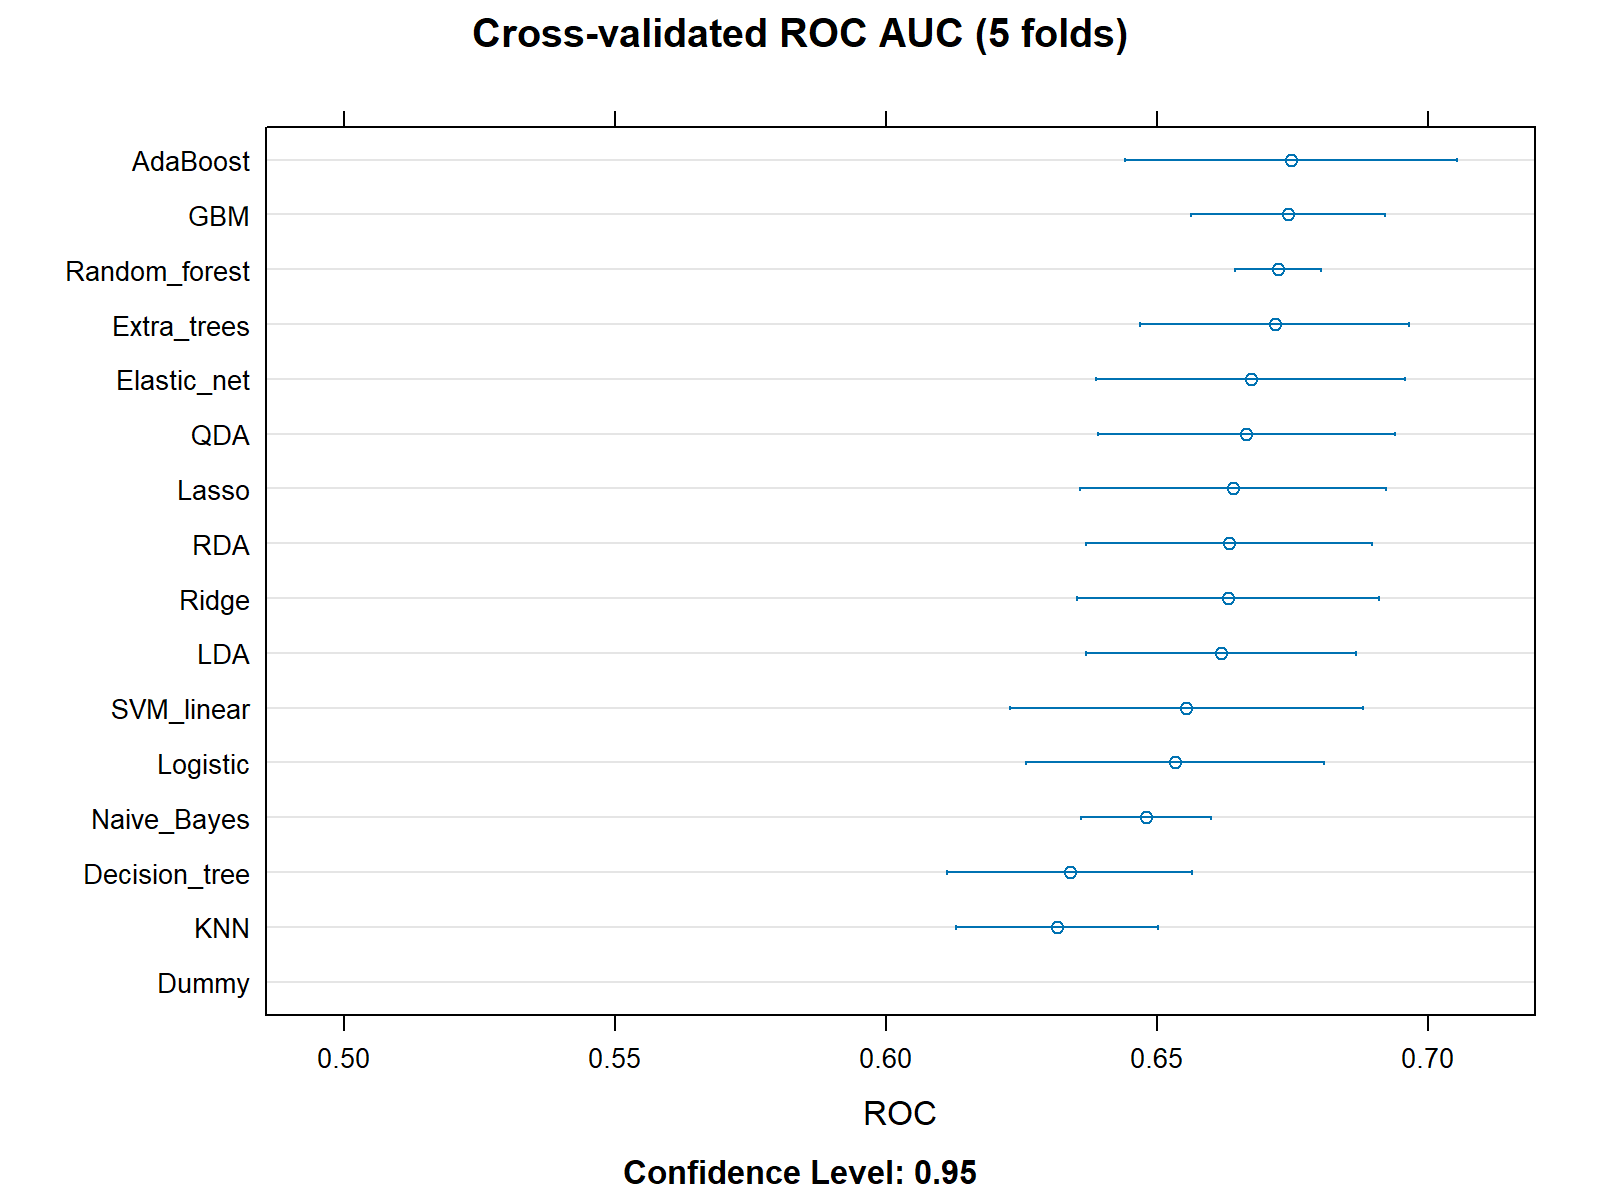 Cross-validated ROC AUC (5 folds)
AdaBoost
GBM
Random_forest
Extra_trees
Elastic_net
QDA
Lasso
RDA
Ridge
LDA
SVM_linear
Logistic
Naive_Bayes
Decision_tree
KNN
Dummy
0.50 0.55 0.60 0.65 0.70
ROC
Confidence Level: 0.95